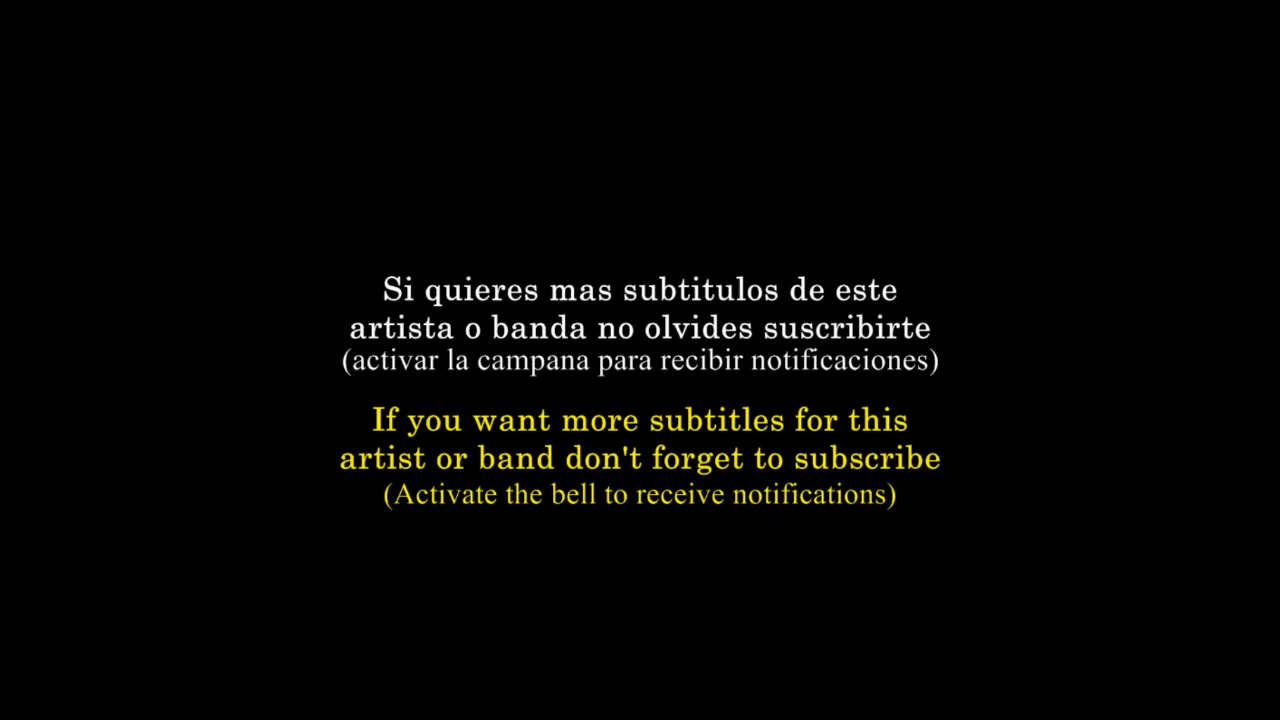 Si quieres mas subtitulos de este
artista o banda no olvides suscribirte
(activar la campana para recibir notificaciones)
If you want more subtitles for this
artist or band don't forget to subscribe
(Activate the bell to receive notifications)